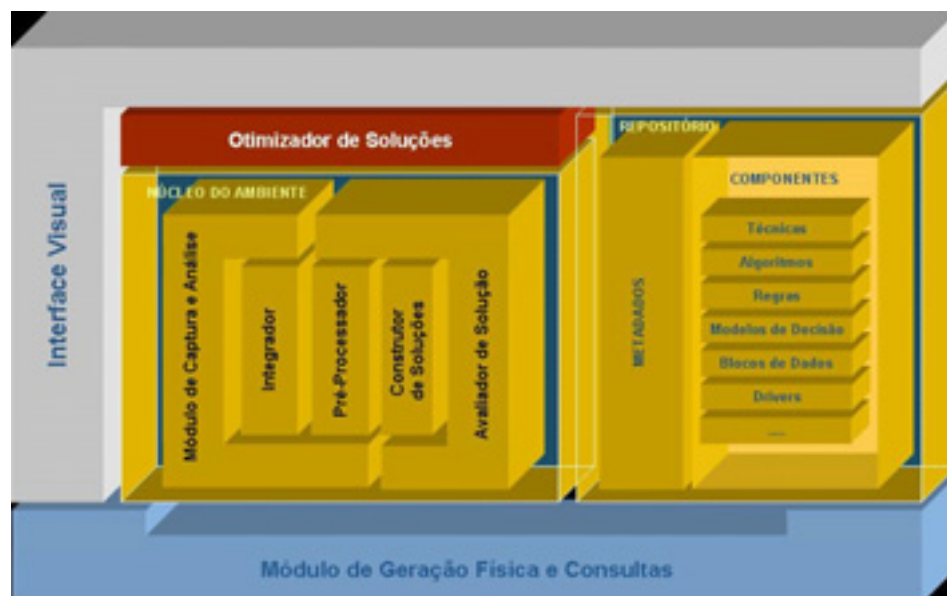 Otimizador de Soluções
REPOSITÓRIO
NÚCLEO DO AMBIENTE
COMPONENTES
Interface Visual
Módulo de Captura e Análise
Integrador
Pré-Processador
Construtor
de Soluções
Avaliador de Solução
METADADOS
Técnicas
Algoritmos
Regras
Modelos de Decisão
Blocos de Dados
Drivers
....
Módulo de Geração Física e Consultas